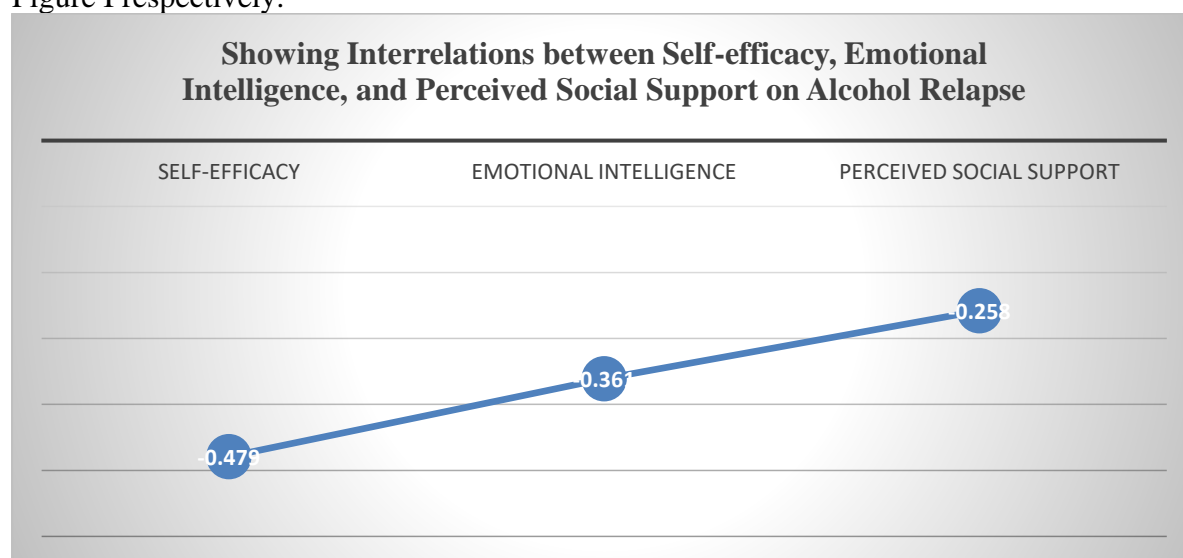 Figure respectively.
Showing Interrelations between Self-efficacy, Emotional
Intelligence, and Perceived Social Support on Alcohol Relapse
SELF-EFFICACY EMOTIONAL INTELLIGENCE PERCEIVED SOCIAL SUPPORT
-0.258
-0.361
-0.479